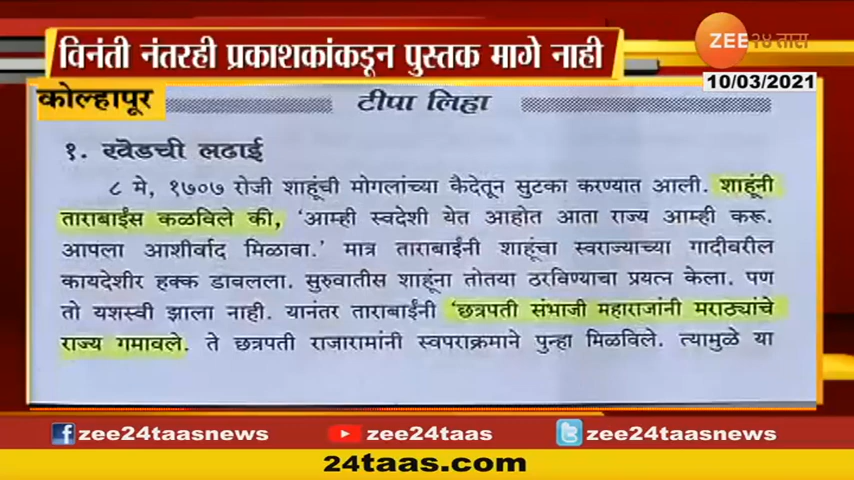 विनंती नंतरही प्रकाशकांकडून पुस्तक मागे नाही
ZEE२४ तास
10/03/2021
कोल्हापूर
टीपा लिहा
१. खेडची लढाई
८ मे, १७०७ रोजी शाहूंची मोगलांच्या कैदेतून सुटका करण्यात आली. शाहूंनी
ताराबाईंस कळविले की, 'आम्ही स्वदेशी येत आहोत आता राज्य आम्ही करू.
आपला आशीर्वाद मिळावा.' मात्र ताराबाईंनी शाहूंचा स्वराज्याच्या गादीवरील
कायदेशीर हक्क डावलला. सुरुवातीस शाहूंना तोतया ठरविण्याचा प्रयत्न केला. पण
तो यशस्वी झाला नाही. यानंतर ताराबाईंनी 'छत्रपती संभाजी महाराजांनी मराठ्यांचे
राज्य गमावले. ते छत्रपती राजारामांनी स्वपराक्रमाने पुन्हा मिळविले. त्यामुळे या
zee24taasnews
zee24taas
zee24taasnews
24taas.com